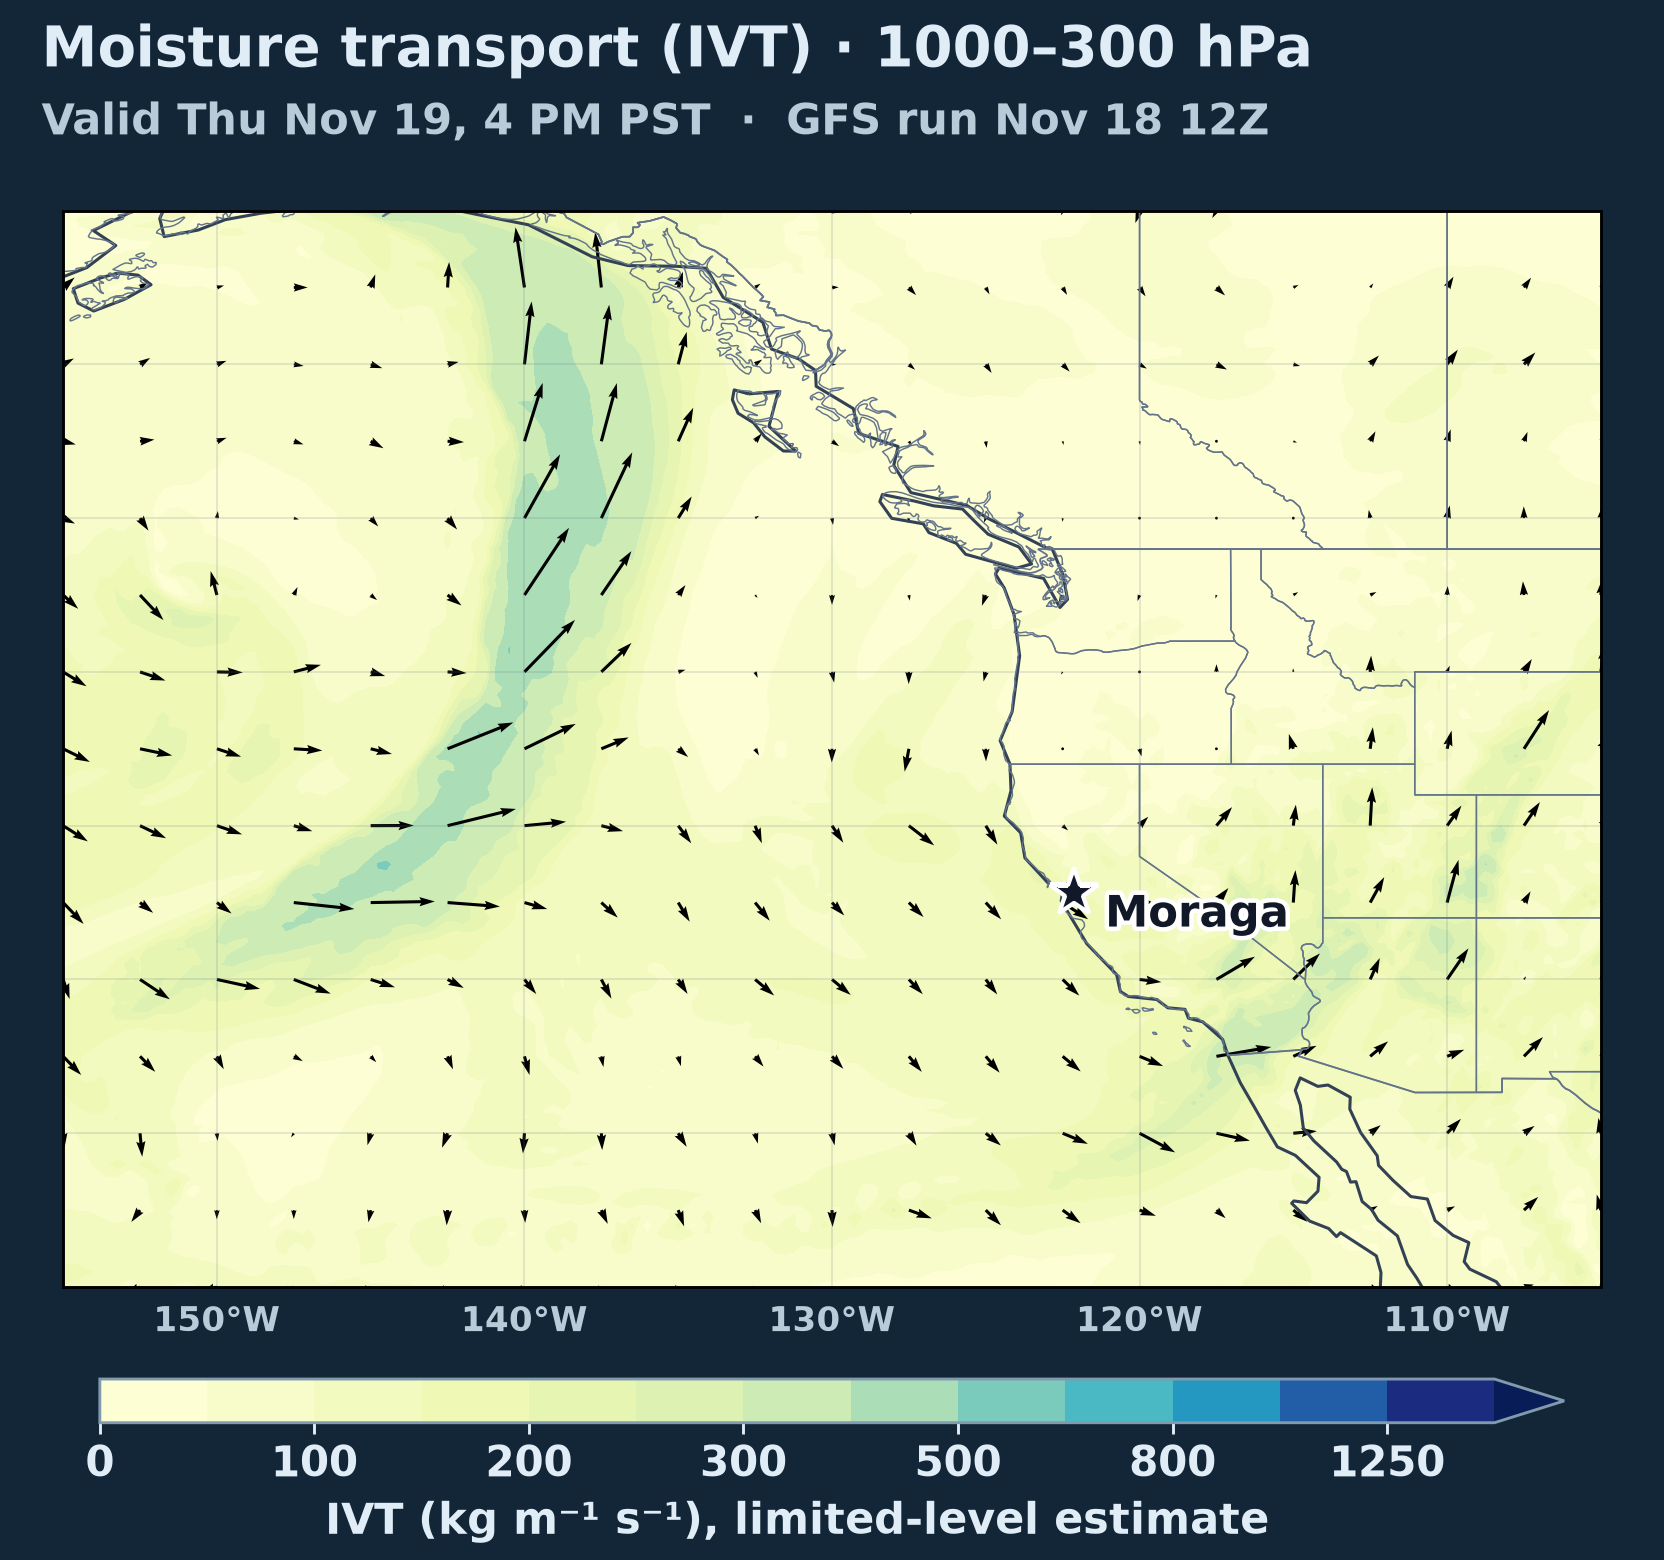 Moisture transport (IVT) · 1000–300 hPa
Valid Thu Nov 19, 4 PM PST · GFS run Nov 18 12Z
Moraga
150°W 140°W 130°W 120°W 110°W
0 100 200 300 500 800 1250
IVT (kg m⁻¹ s⁻¹), limited-level estimate